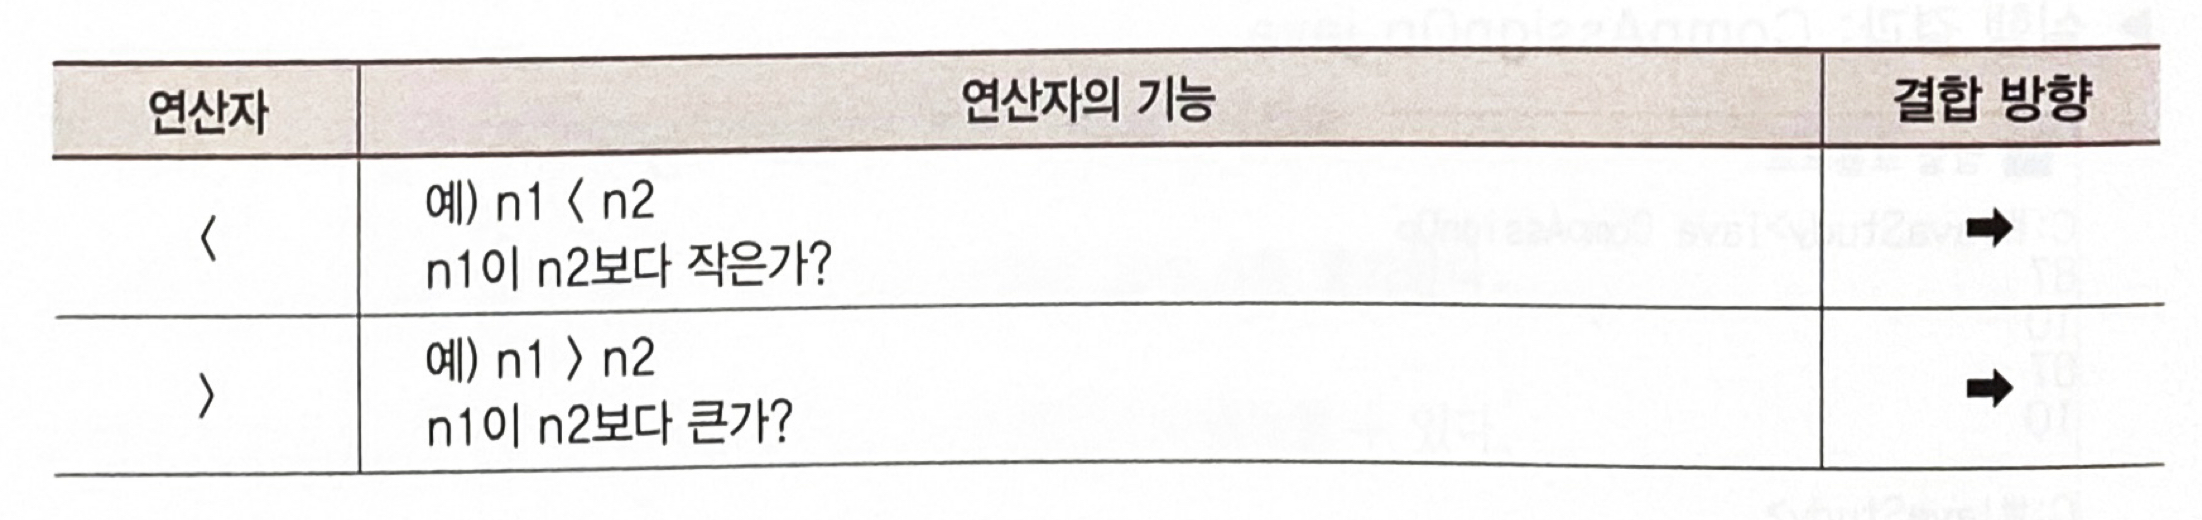 연산자 연산자의 기능 결합 방향
〈 예) n1 〈 n2
n1이 n2보다 작은가?
➡
〉 예) n1 〉 n2
n1이 n2보다 큰가?
➡